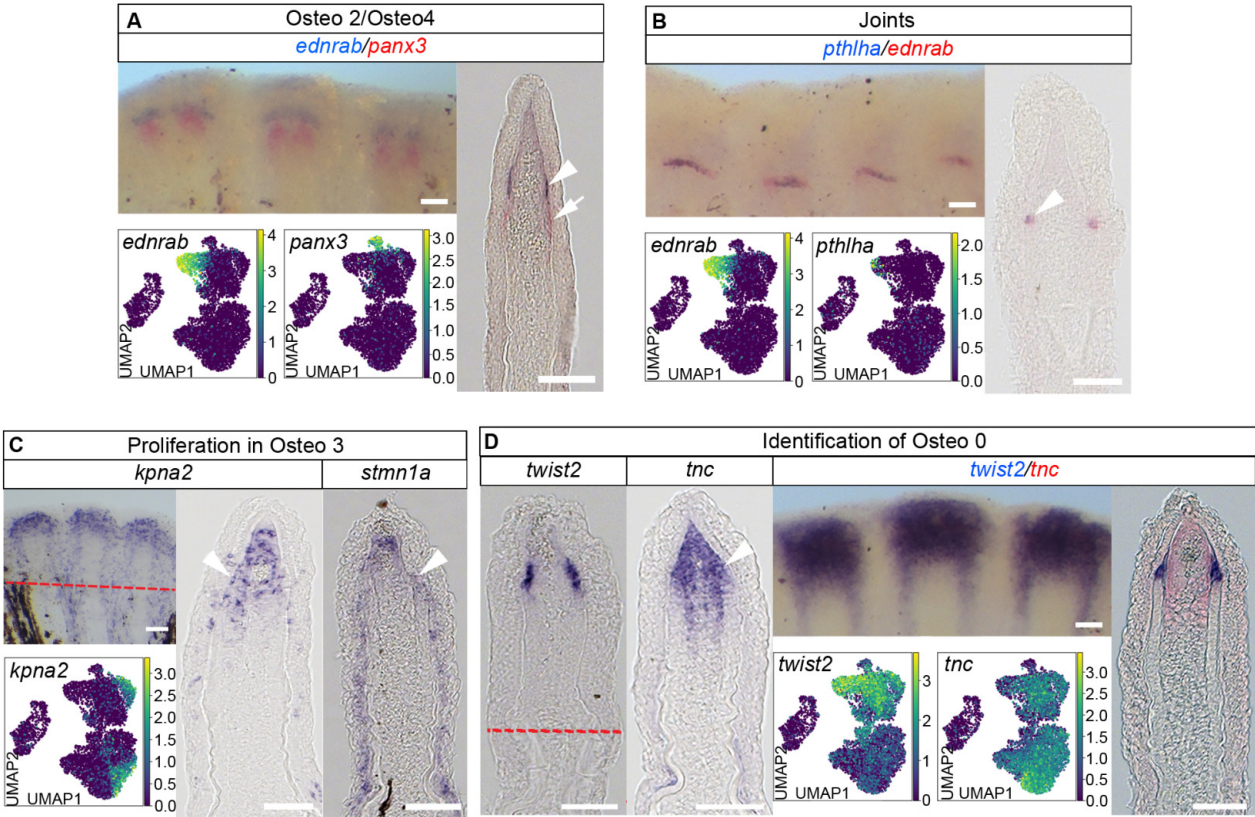 A
Osteo 2/Osteo4
ednrab/panx3
ednrab
4
3
2
1
0
panx3
3.0
2.5
2.0
1.5
1.0
0.5
0.0
UMAP2
UMAP1
UMAP2
UMAP1
B
Joints
pthlha/ednrab
ednrab
4
3
2
1
0
pthlha
2.0
1.5
1.0
0.5
0.0
UMAP2
UMAP1
UMAP2
UMAP1
C
Proliferation in Osteo 3
kpna2
stmn1a
kpna2
3.0
2.5
2.0
1.5
1.0
0.5
0.0
UMAP2
UMAP1
D
Identification of Osteo 0
twist2
tnc
twist2/tnc
twist2
3
2
1
0
tnc
3.5
3.0
2.5
2.0
1.5
1.0
0.5
0.0
UMAP2
UMAP1
UMAP2
UMAP1